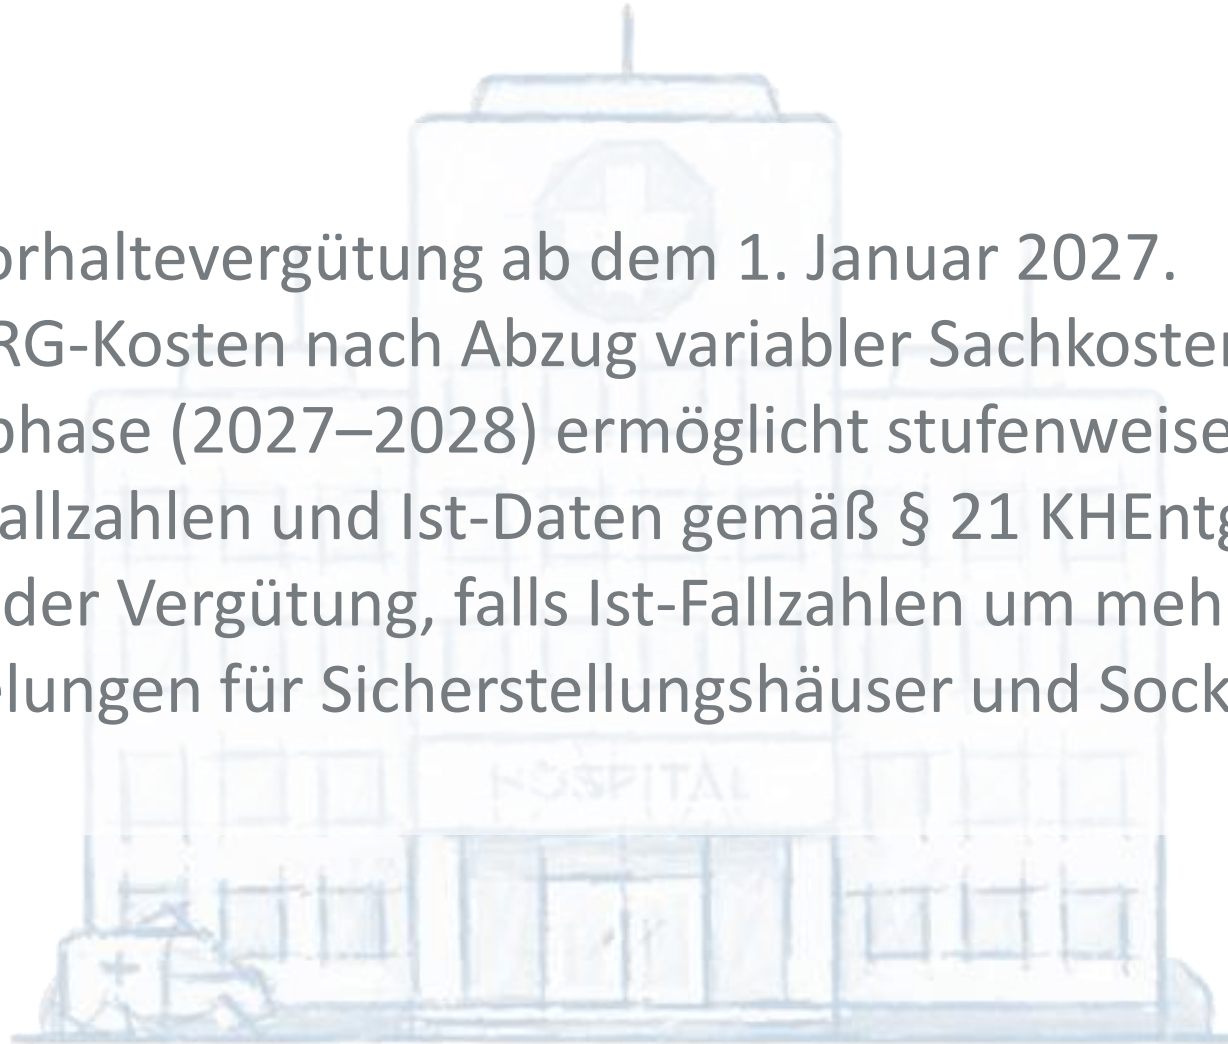 orhaltevergütung ab dem 1. Januar 2027.
RG-Kosten nach Abzug variabler Sachkosten
phase (2027–2028) ermöglicht stufenweise
allzahlen und Ist-Daten gemäß § 21 KHEntg
der Vergütung, falls Ist-Fallzahlen um meh
elungen für Sicherstellungshäuser und Sock
HOSPITAL